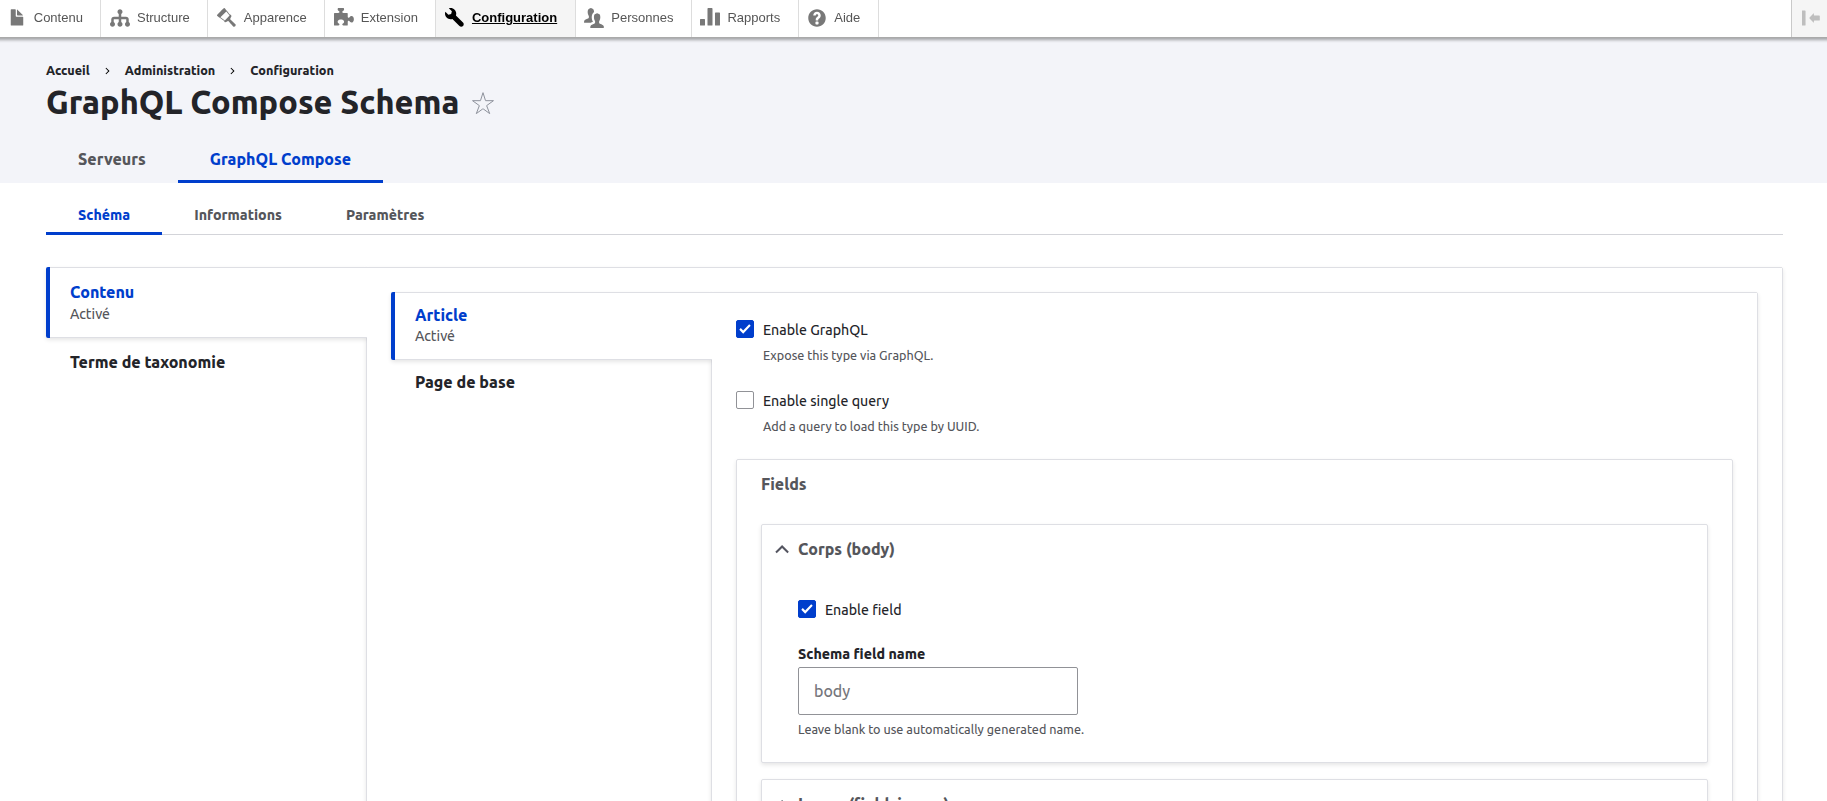 Contenu Structure Apparence Extension Configuration Personnes Rapports Aide
Accueil › Administration › Configuration
GraphQL Compose Schema
Serveurs GraphQL Compose
Schéma Informations Paramètres
Contenu
Activé
Terme de taxonomie
Article
Activé
Page de base
Enable GraphQL
Expose this type via GraphQL.
Enable single query
Add a query to load this type by UUID.
Fields
Corps (body)
Enable field
Schema field name
body
Leave blank to use automatically generated name.